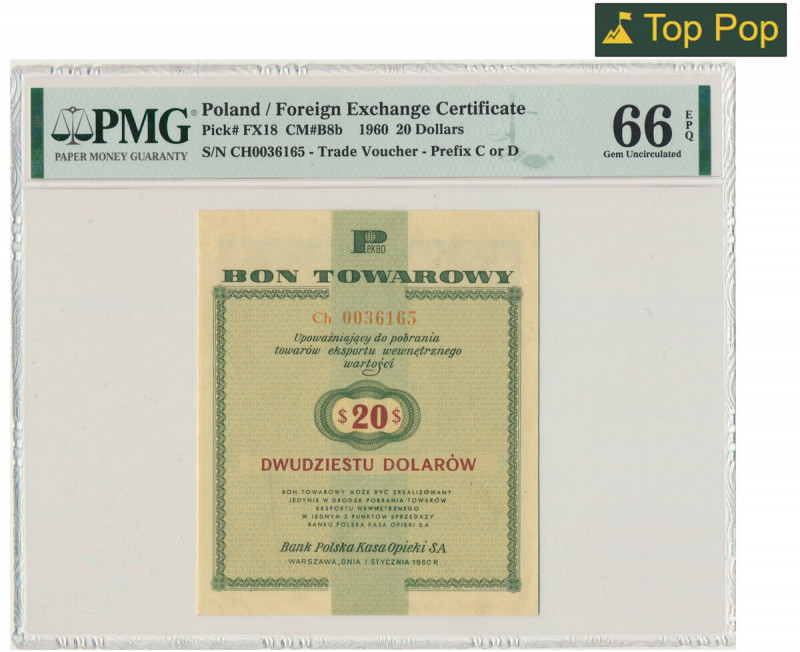 Top Pop
PMG®
PAPER MONEY GUARANTY
Poland / Foreign Exchange Certificate
Pick# FX18 CM#B8b 1960 20 Dollars
S/N CH0036165 - Trade Voucher - Prefix C or D
66 EPQ
Gem Uncirculated
Pekao
BON TOWAROWY
Ch 0036165
Upoważniający do pobrania
towarów eksportu wewnętrznego
wartości
$20$
DWUDZIESTU DOLARÓW
BON TOWAROWY MOŻE BYĆ ZREALIZOWANY
JEDYNIE W DRODZE POBRANIA TOWARÓW
EKSPORTU WEWNĘTRZNEGO
W JEDNYM Z PUNKTÓW SPRZEDAŻY
BANKU POLSKA KASA OPIEKI S.A
Bank Polska Kasa Opieki SA
WARSZAWA, DNIA 1 STYCZNIA 1960 R.